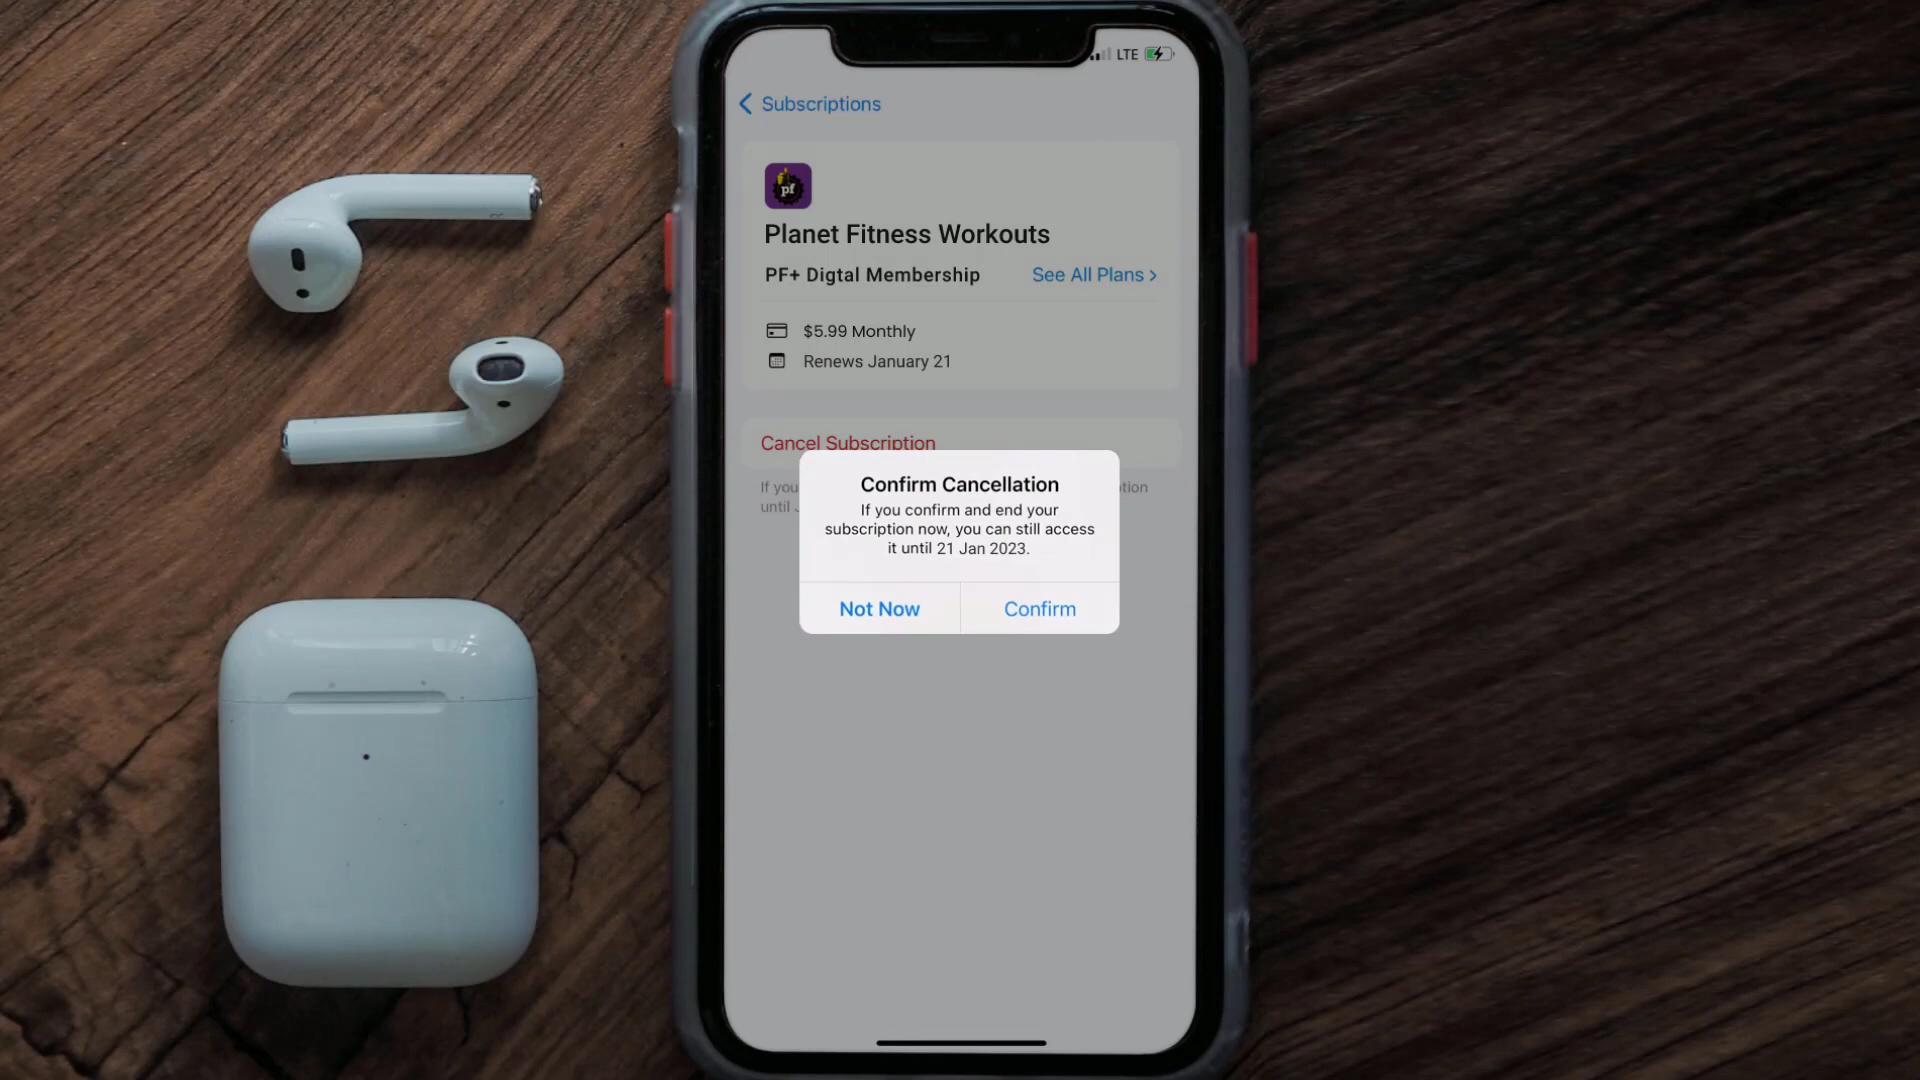 LTE
Subscriptions
pf
Planet Fitness Workouts
PF+ Digtal Membership
See All Plans >
$5.99 Monthly
Renews January 21
Cancel Subscription
If you
tion
until
Confirm Cancellation
If you confirm and end your
subscription now, you can still access
it until 21 Jan 2023.
Not Now
Confirm